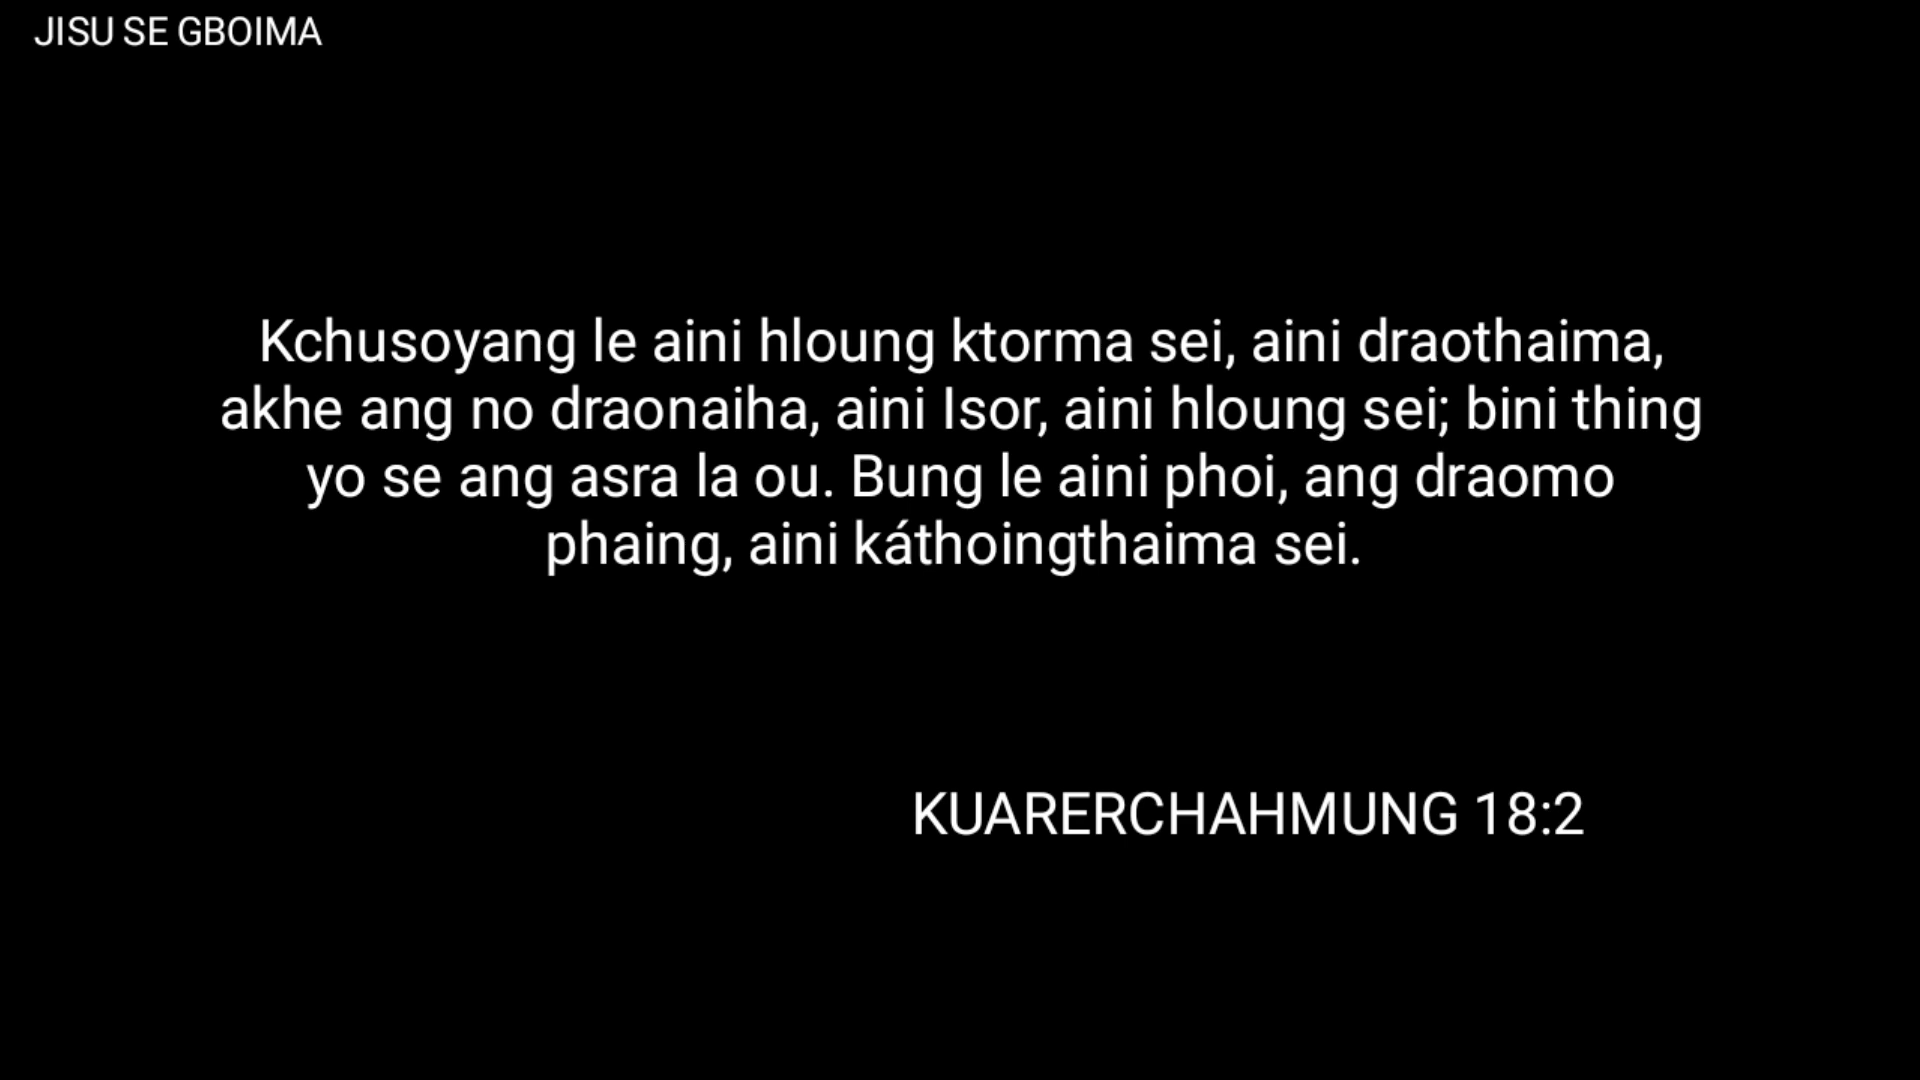 JISU SE GBOIMA
Kchusoyang le aini hloung ktorma sei, aini draothaima,
akhe ang no draonaiha, aini Isor, aini hloung sei; bini thing
yo se ang asra la ou. Bung le aini phoi, ang draomo
phaing, aini káthoingthaima sei.
KUARERCHAHMUNG 18:2